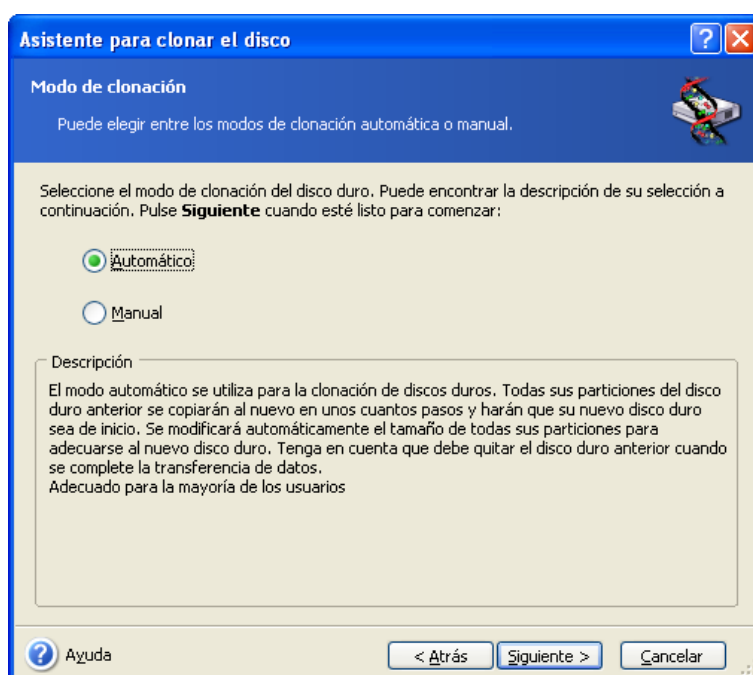 Asistente para clonar el disco
Modo de clonación
Puede elegir entre los modos de clonación automática o manual.
Seleccione el modo de clonación del disco duro. Puede encontrar la descripción de su selección a
continuación. Pulse Siguiente cuando esté listo para comenzar:
Automático
Manual
Descripción
El modo automático se utiliza para la clonación de discos duros. Todas sus particiones del disco
duro anterior se copiarán al nuevo en unos cuantos pasos y harán que su nuevo disco duro
sea de inicio. Se modificará automáticamente el tamaño de todas sus particiones para
adecuarse al nuevo disco duro. Tenga en cuenta que debe quitar el disco duro anterior cuando
se complete la transferencia de datos.
Adecuado para la mayoría de los usuarios
Ayuda
< Atrás
Siguiente >
Cancelar